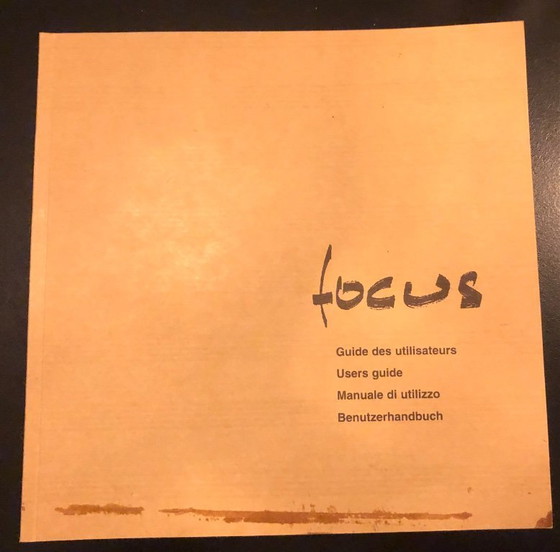 focus
Guide des utilisateurs
Users guide
Manuale di utilizzo
Benutzerhandbuch